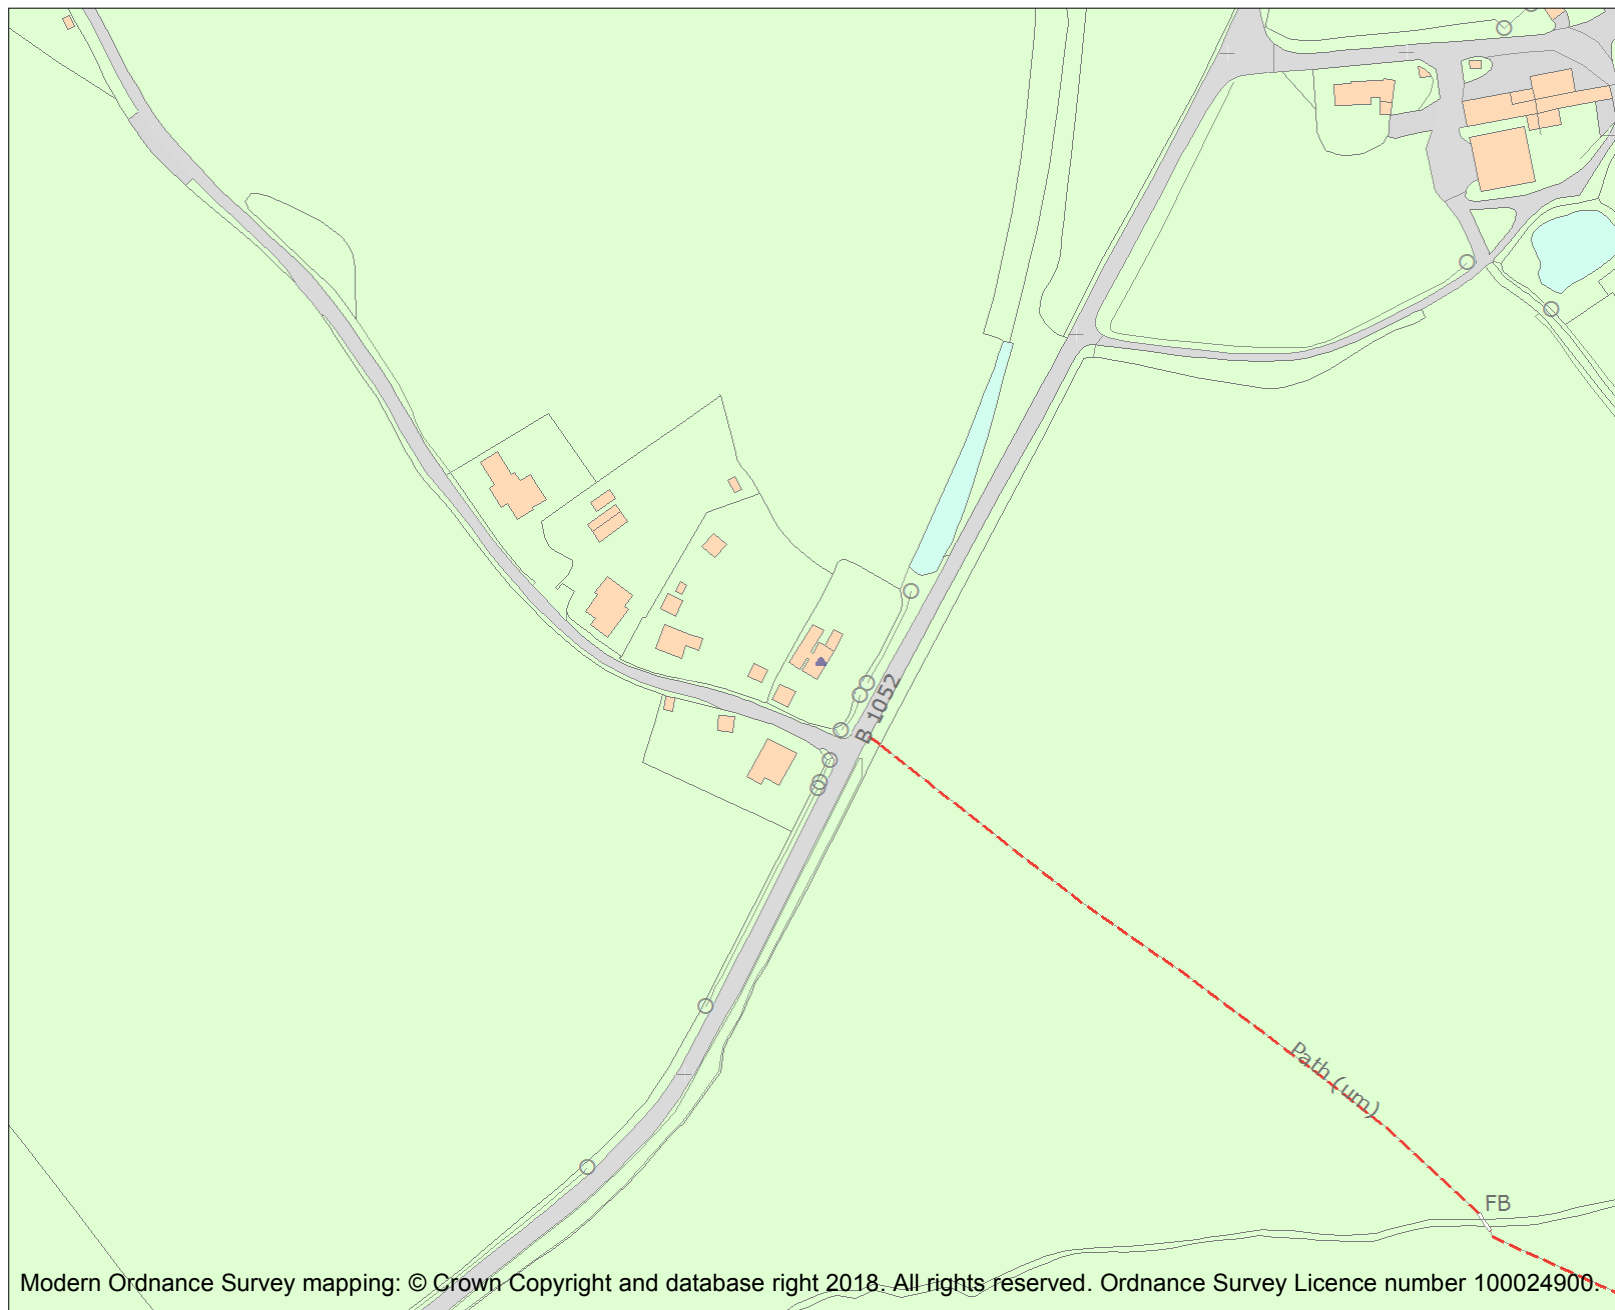 B 1052
Path (um)
FB
Modern Ordnance Survey mapping: © Crown Copyright and database right 2018. All rights reserved. Ordnance Survey Licence number 100024900.